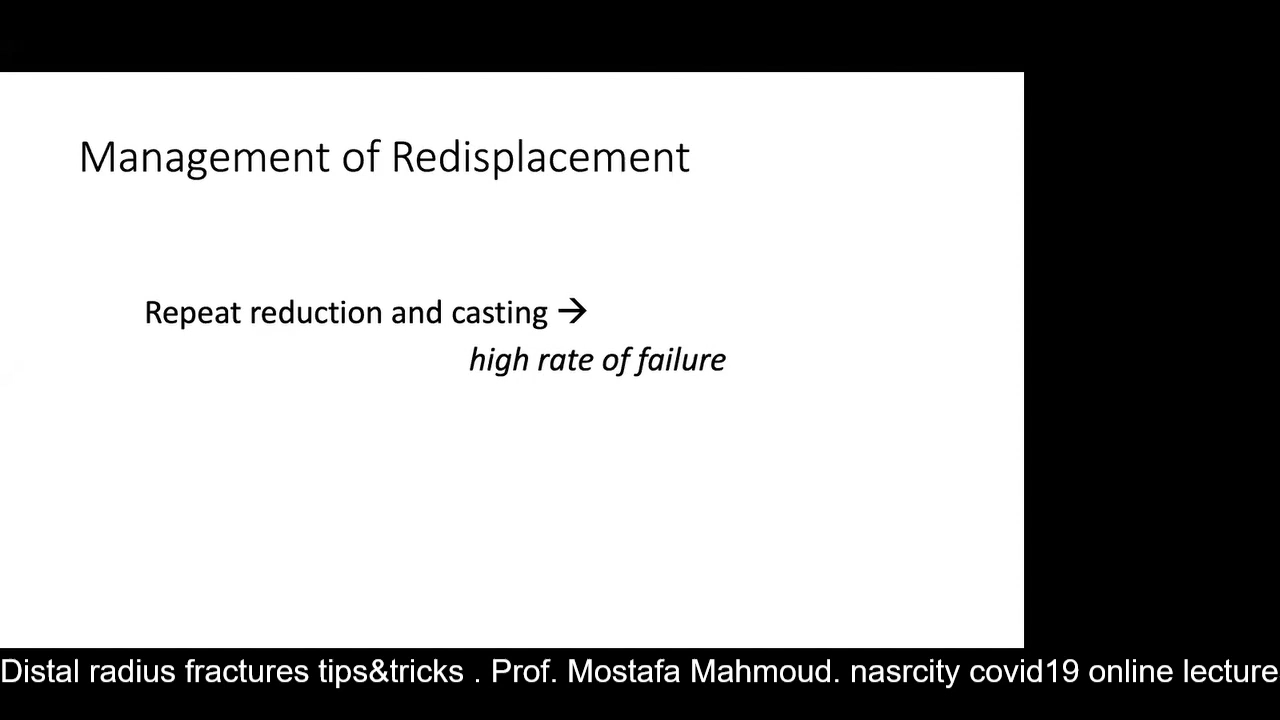 Management of Redisplacement
Repeat reduction and casting →
high rate of failure
Distal radius fractures tips&tricks . Prof. Mostafa Mahmoud. nasrcity covid19 online lecture